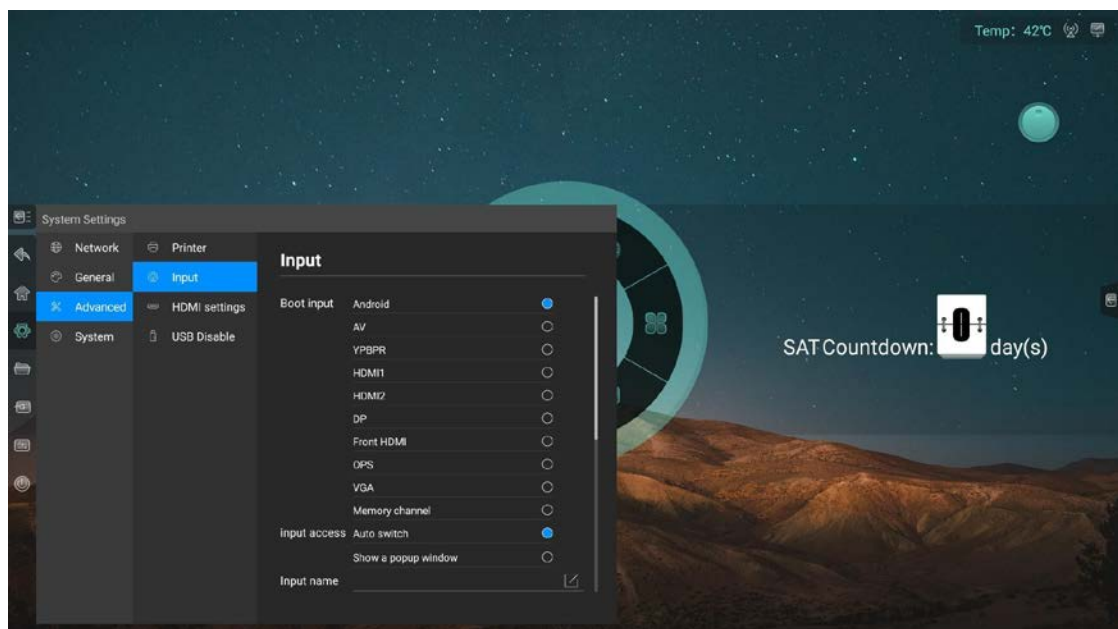 Temp: 42℃
System Settings
Network
General
Advanced
System
Printer
Input
HDMI settings
USB Disable
Input
Boot input Android
AV
YPBPR
HDMI1
HDMI2
DP
Front HDMI
OPS
VGA
Memory channel
input access Auto switch
Show a popup window
Input name
SAT Countdown: 0 day(s)